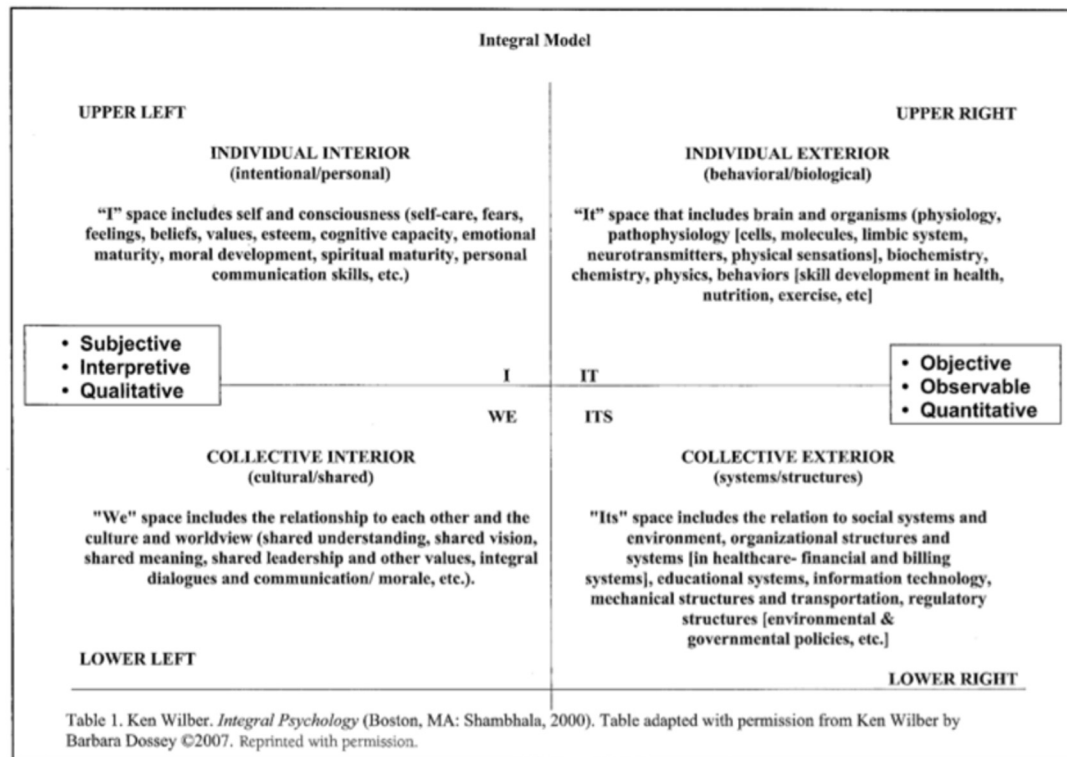 Integral Model
UPPER LEFT
UPPER RIGHT
INDIVIDUAL INTERIOR
(intentional/personal)
"I" space includes self and consciousness (self-care, fears,
feelings, beliefs, values, esteem, cognitive capacity, emotional
maturity, moral development, spiritual maturity, personal
communication skills, etc.)
INDIVIDUAL EXTERIOR
(behavioral/biological)
"It" space that includes brain and organisms (physiology,
pathophysiology [cells, molecules, limbic system,
neurotransmitters, physical sensations], biochemistry,
chemistry, physics, behaviors [skill development in health,
nutrition, exercise, etc]
• Subjective
• Interpretive
• Qualitative
I
IT
• Objective
• Observable
• Quantitative
WE
ITS
COLLECTIVE INTERIOR
(cultural/shared)
"We" space includes the relationship to each other and the
culture and worldview (shared understanding, shared vision,
shared meaning, shared leadership and other values, integral
dialogues and communication/ morale, etc.).
COLLECTIVE EXTERIOR
(systems/structures)
"Its" space includes the relation to social systems and
environment, organizational structures and
systems [in healthcare- financial and billing
systems], educational systems, information technology,
mechanical structures and transportation, regulatory
structures [environmental &
governmental policies, etc.]
LOWER LEFT
LOWER RIGHT
Table 1. Ken Wilber. Integral Psychology (Boston, MA: Shambhala, 2000). Table adapted with permission from Ken Wilber by
Barbara Dossey ©2007. Reprinted with permission.